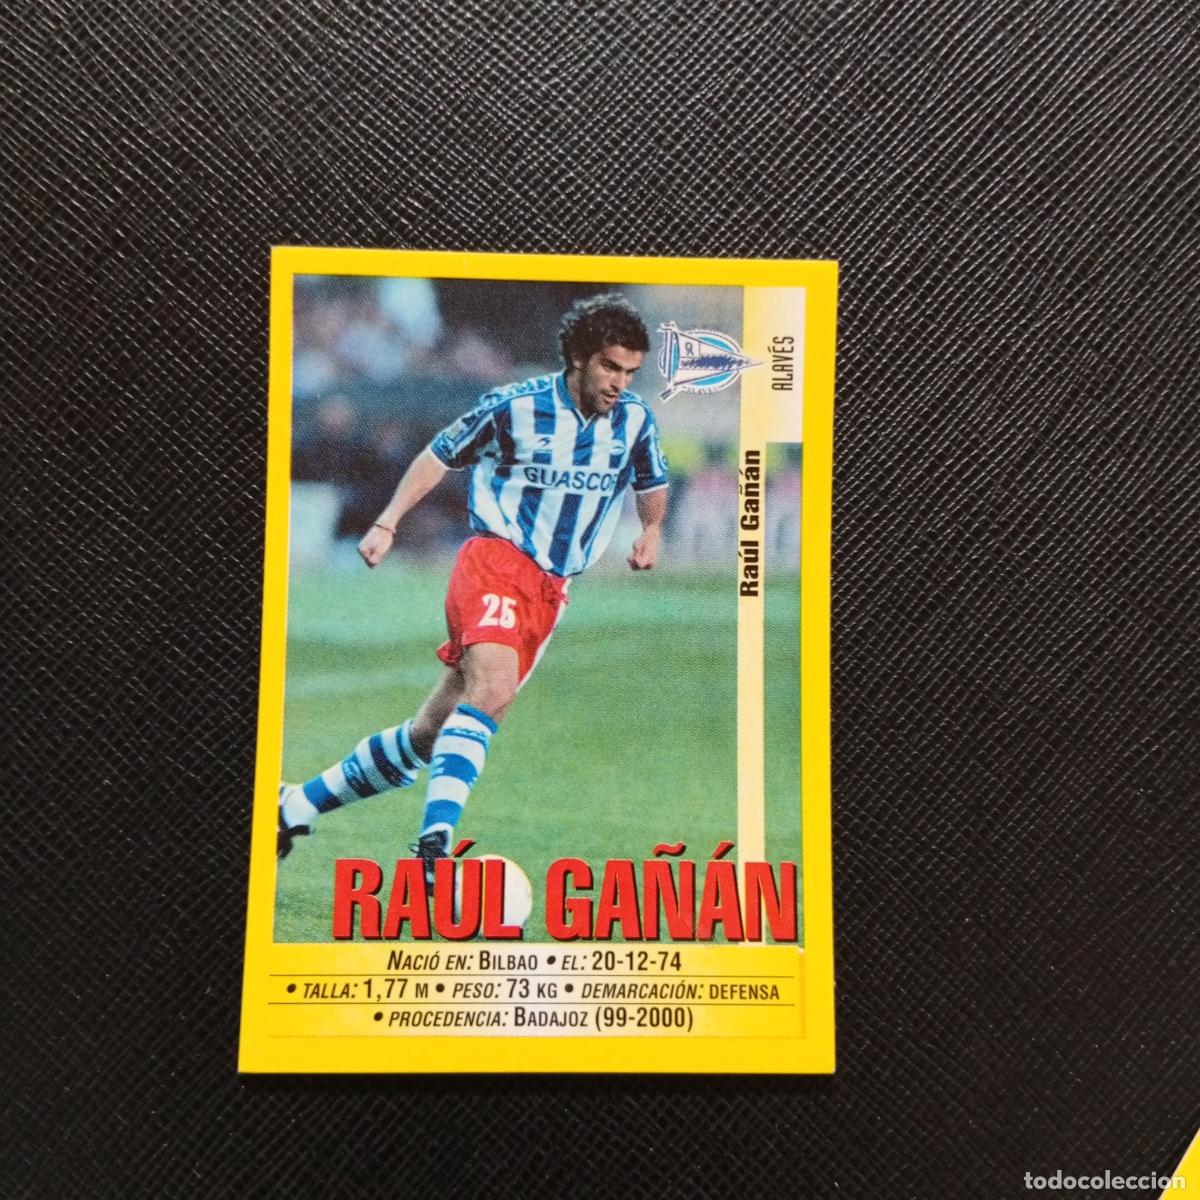 ALAVÉS
Raúl Gañán
GUASCOR
25
RAÚL GAÑÁN
NACIÓ EN: BILBAO • EL: 20-12-74
• TALLA: 1,77 M • PESO: 73 KG • DEMARCACIÓN: DEFENSA
• PROCEDENCIA: BADAJOZ (99-2000)
todocoleccion